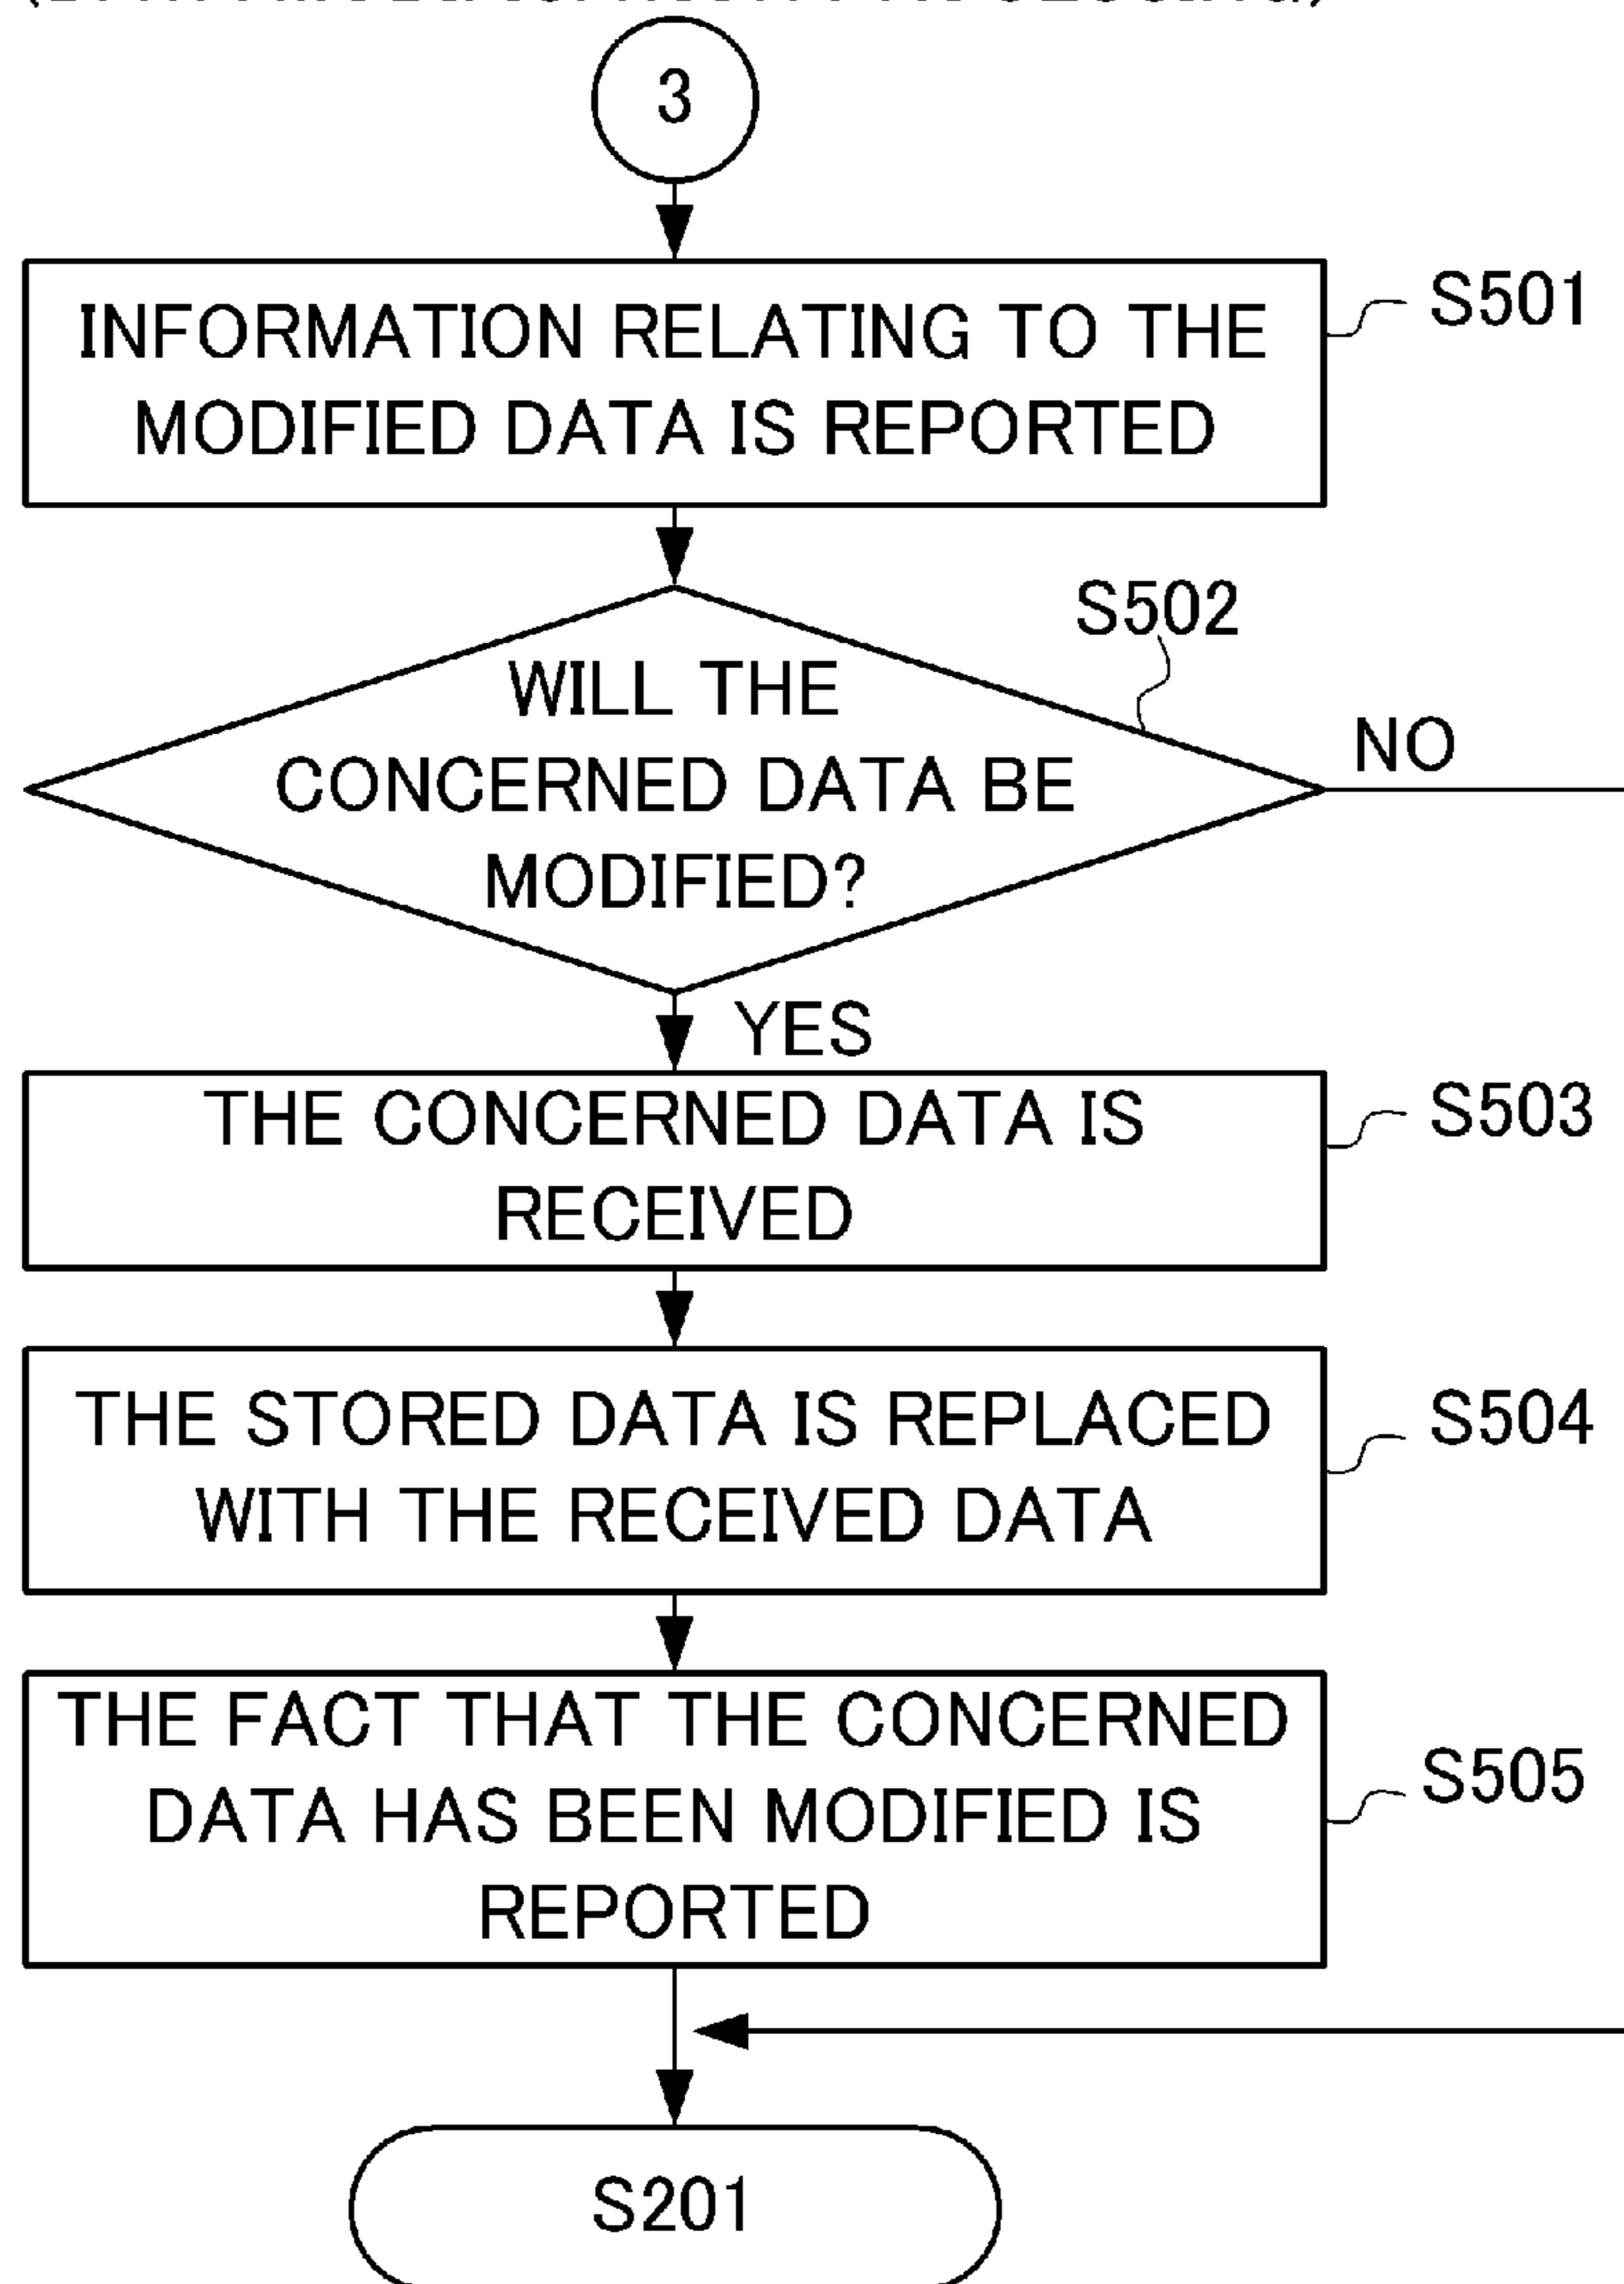 3
INFORMATION RELATING TO THE
MODIFIED DATA IS REPORTED
S501
S502
WILL THE
CONCERNED DATA BE
MODIFIED?
NO
YES
THE CONCERNED DATA IS
RECEIVED
S503
THE STORED DATA IS REPLACED
WITH THE RECEIVED DATA
S504
THE FACT THAT THE CONCERNED
DATA HAS BEEN MODIFIED IS
REPORTED
S505
S201